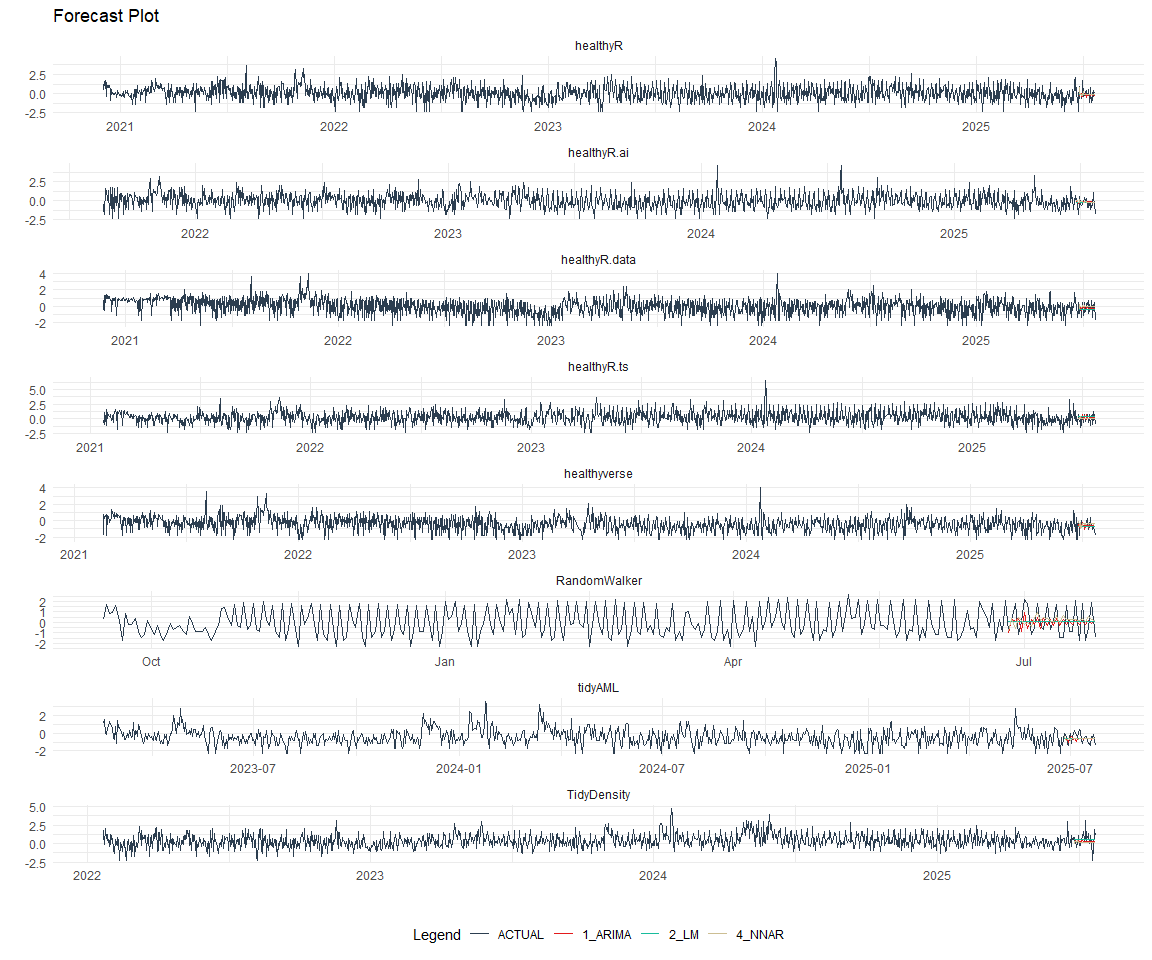 Forecast Plot
healthyR
2.5
0.0
-2.5
2021 2022 2023 2024 2025
healthyR.ai
2.5
0.0
-2.5
2022 2023 2024 2025
healthyR.data
4
2
0
-2
2021 2022 2023 2024 2025
healthyR.ts
5.0
2.5
0.0
-2.5
2021 2022 2023 2024 2025
healthyverse
4
2
0
-2
2021 2022 2023 2024 2025
RandomWalker
2
1
0
-1
-2
Oct Jan Apr Jul
tidyAML
2
0
-2
2023-07 2024-01 2024-07 2025-01 2025-07
TidyDensity
5.0
2.5
0.0
-2.5
2022 2023 2024 2025
Legend ACTUAL 1_ARIMA 2_LM 4_NNAR